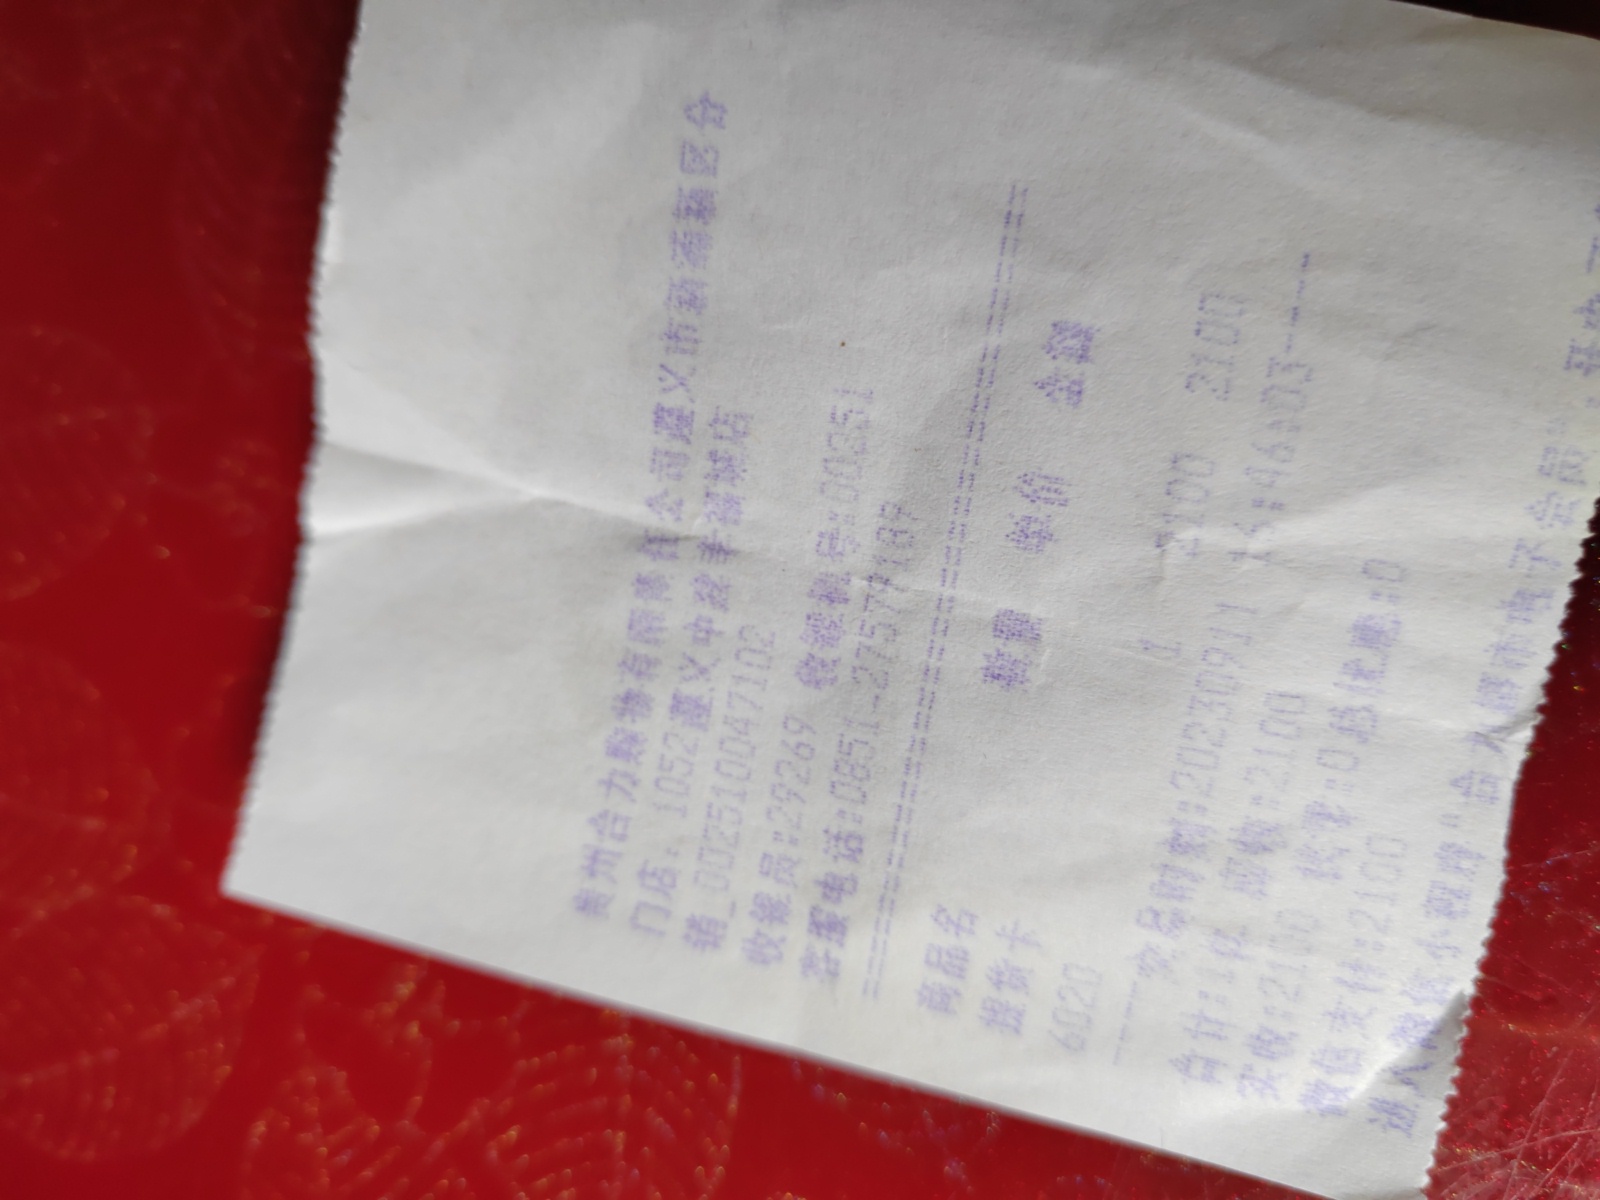 贵州合力购物有限责任公司遵义市新蒲新区分
门店: 1052遵义中建幸福城店
销_0025100047102
收银员:29269 收银机号:00251
客服电话:0851-27577187
==========================================
商品名 数量 单价 金额
提货卡
6020 1 2100 2100
----交易时间:20230911 14:46:03----
合计:1件 应收:2100
实收:2100 找零:0 总优惠:0
微信支付:2100
进入微信小程序"合力超市电子会员"